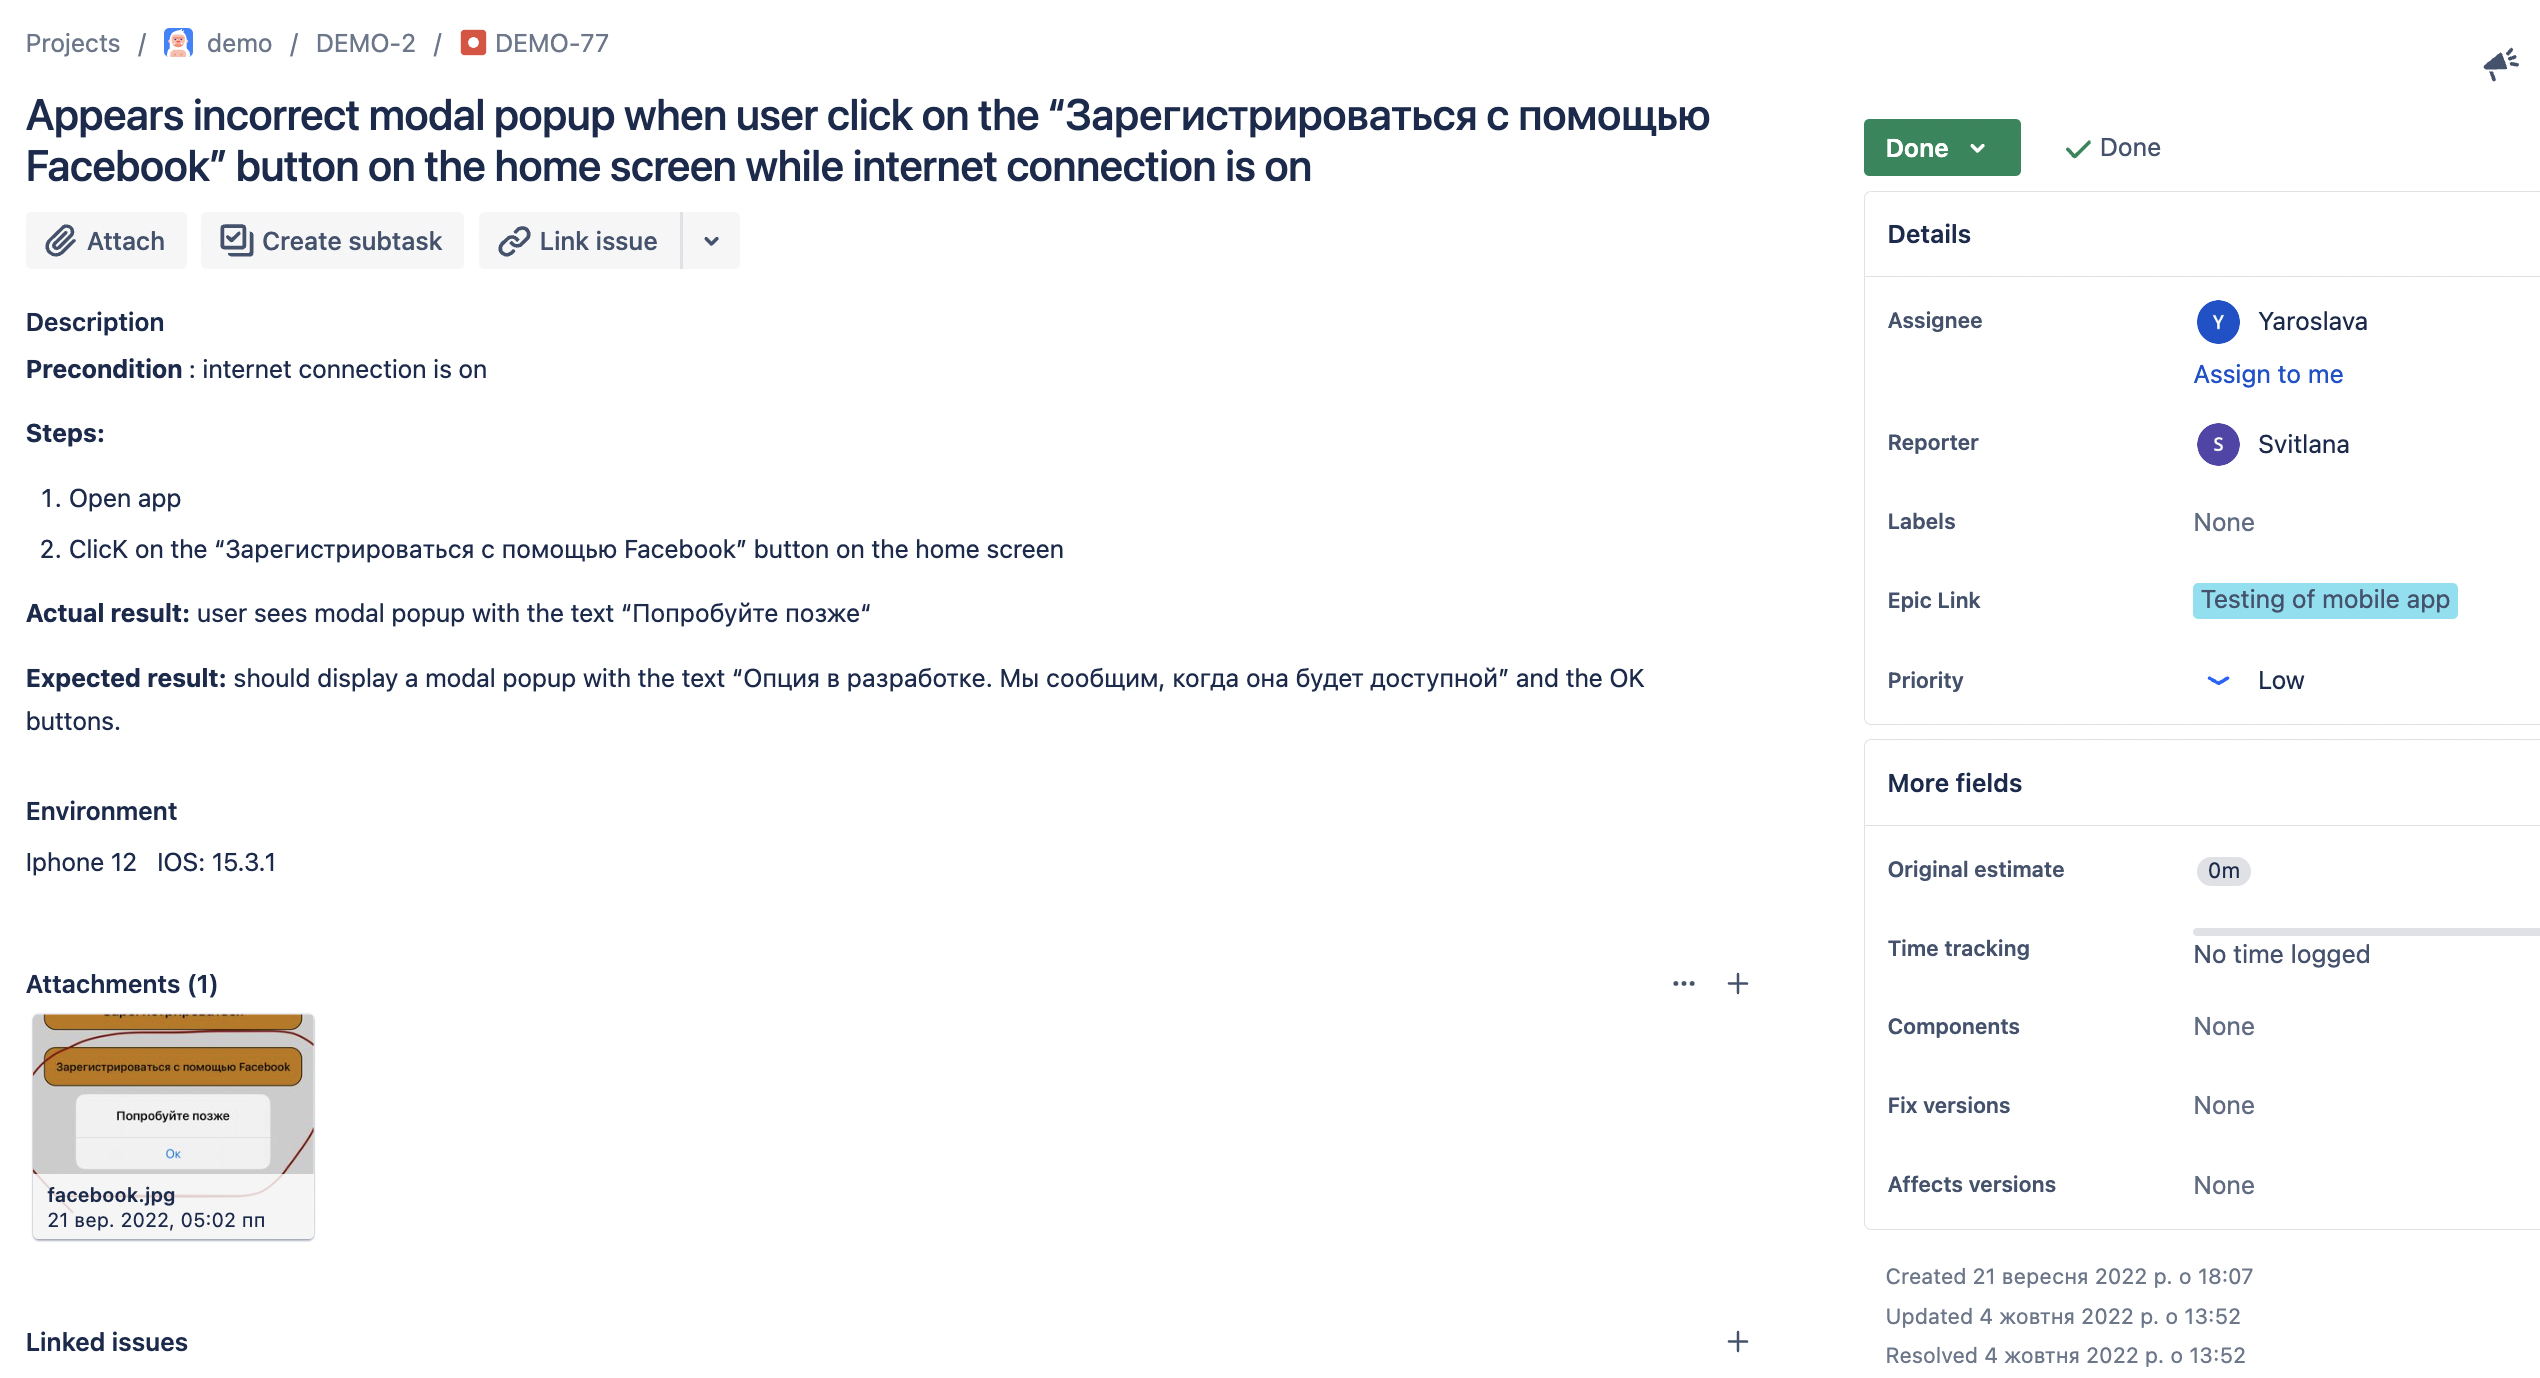 Projects / demo / DEMO-2 / DEMO-77
Appears incorrect modal popup when user click on the “Зарегистрироваться с помощью
Facebook” button on the home screen while internet connection is on
Attach
Create subtask
Link issue
Description
Precondition : internet connection is on
Steps:
1. Open app
2. ClicK on the “Зарегистрироваться с помощью Facebook” button on the home screen
Actual result: user sees modal popup with the text “Попробуйте позже“
Expected result: should display a modal popup with the text “Опция в разработке. Мы сообщим, когда она будет доступной” and the OK
buttons.
Environment
Iphone 12 IOS: 15.3.1
Attachments (1)
Зарегистрироваться с помощью Facebook
Попробуйте позже
Ок
facebook.jpg
21 вер. 2022, 05:02 пп
Linked issues
Done
Done
Details
Assignee
Y Yaroslava
Assign to me
Reporter
S Svitlana
Labels
None
Epic Link
Testing of mobile app
Priority
Low
More fields
Original estimate
0m
Time tracking
No time logged
Components
None
Fix versions
None
Affects versions
None
Created 21 вересня 2022 р. о 18:07
Updated 4 жовтня 2022 р. о 13:52
Resolved 4 жовтня 2022 р. о 13:52